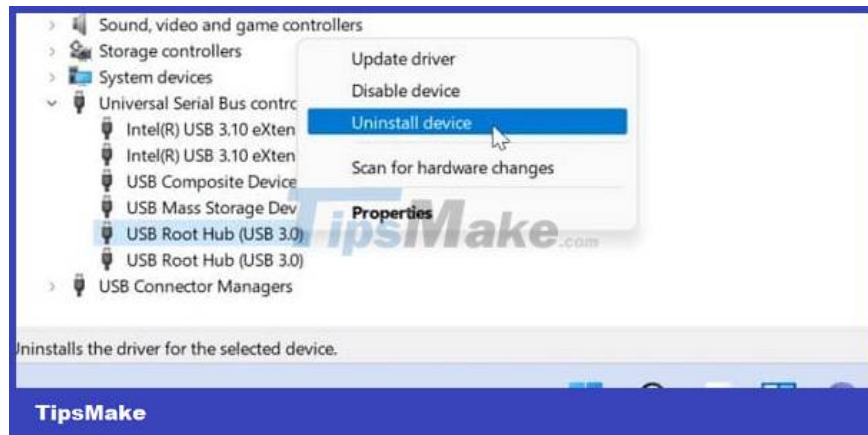 Sound, video and game controllers
Storage controllers
System devices
Universal Serial Bus contro
Intel(R) USB 3.10 eXten
Intel(R) USB 3.10 eXten
USB Composite Device
USB Mass Storage Dev
USB Root Hub (USB 3.0)
USB Root Hub (USB 3.0)
USB Connector Managers
Update driver
Disable device
Uninstall device
Scan for hardware changes
Properties
TipsMake.com
Uninstalls the driver for the selected device.
TipsMake